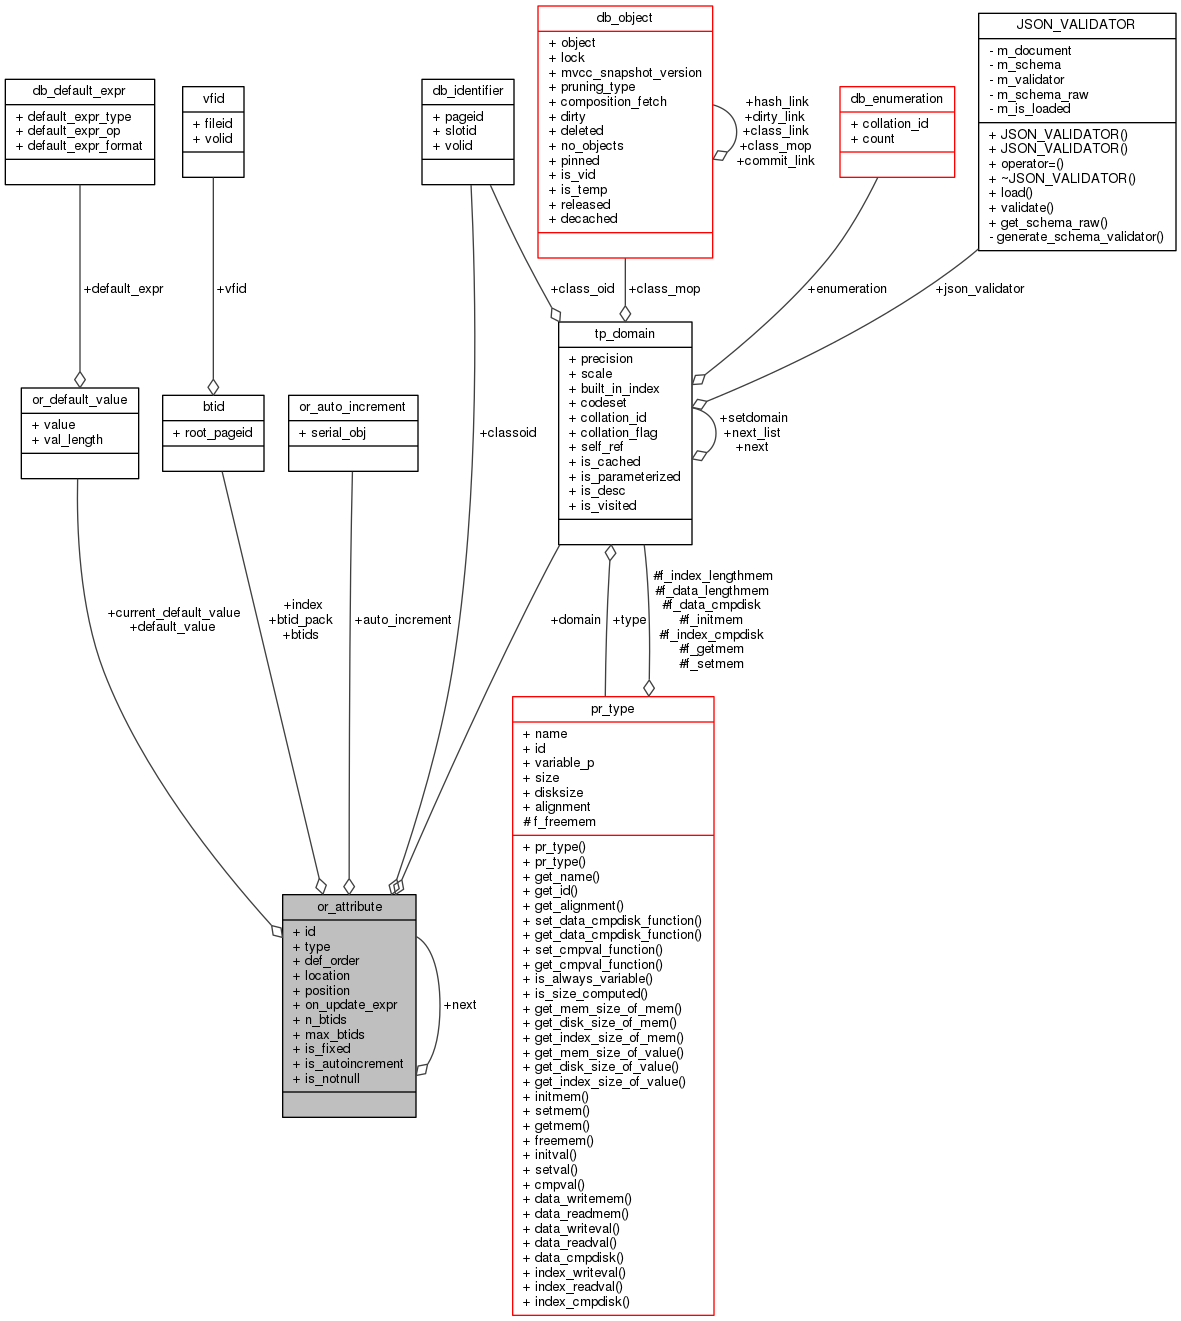 db_object
+ object
+ lock
+ mvcc_snapshot_version
+ pruning_type
+ composition_fetch
+ dirty
+ deleted
+ no_objects
+ pinned
+ is_vid
+ is_temp
+ released
+ decached
+hash_link
+dirty_link
+class_link
+class_mop
+commit_link
JSON_VALIDATOR
- m_document
- m_schema
- m_validator
- m_schema_raw
- m_is_loaded
+ JSON_VALIDATOR()
+ JSON_VALIDATOR()
+ operator=()
+ ~JSON_VALIDATOR()
+ load()
+ validate()
+ get_schema_raw()
- generate_schema_validator()
db_default_expr
+ default_expr_type
+ default_expr_op
+ default_expr_format
vfid
+ fileid
+ volid
db_identifier
+ pageid
+ slotid
+ volid
db_enumeration
+ collation_id
+ count
+default_expr
+vfid
+class_oid
+class_mop
+enumeration
+json_validator
tp_domain
+ precision
+ scale
+ built_in_index
+ codeset
+ collation_id
+ collation_flag
+ self_ref
+ is_cached
+ is_parameterized
+ is_desc
+ is_visited
+setdomain
+next_list
+next
or_default_value
+ value
+ val_length
btid
+ root_pageid
or_auto_increment
+ serial_obj
+classoid
+current_default_value
+default_value
+index
+btid_pack
+btids
+auto_increment
+domain
+type
#f_index_lengthmem
#f_data_lengthmem
#f_data_cmpdisk
#f_initmem
#f_index_cmpdisk
#f_getmem
#f_setmem
pr_type
+ name
+ id
+ variable_p
+ size
+ disksize
+ alignment
# f_freemem
+ pr_type()
+ pr_type()
+ get_name()
+ get_id()
+ get_alignment()
+ set_data_cmpdisk_function()
+ get_data_cmpdisk_function()
+ set_cmpval_function()
+ get_cmpval_function()
+ is_always_variable()
+ is_size_computed()
+ get_mem_size_of_mem()
+ get_disk_size_of_mem()
+ get_index_size_of_mem()
+ get_mem_size_of_value()
+ get_disk_size_of_value()
+ get_index_size_of_value()
+ initmem()
+ setmem()
+ getmem()
+ freemem()
+ initval()
+ setval()
+ cmpval()
+ data_writemem()
+ data_readmem()
+ data_writeval()
+ data_readval()
+ data_cmpdisk()
+ index_writeval()
+ index_readval()
+ index_cmpdisk()
or_attribute
+ id
+ type
+ def_order
+ location
+ position
+ on_update_expr
+ n_btids
+ max_btids
+ is_fixed
+ is_autoincrement
+ is_notnull
+next